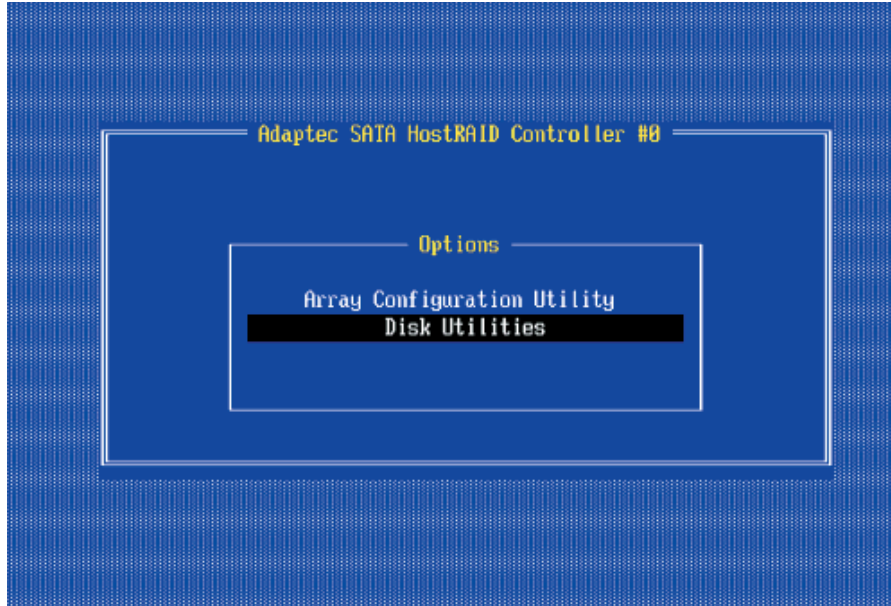 Adaptec SATA HostRAID Controller #0
Options
Array Configuration Utility
Disk Utilities